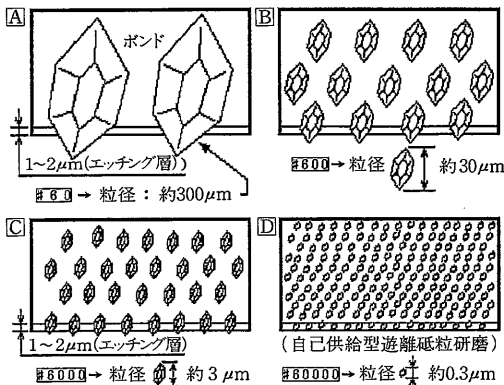 A
ボンド
1~2μm(エッチング層)
#60 → 粒径：約300μm
B
#600 → 粒径 約30μm
C
1~2μm(エッチング層)
#6000 → 粒径 約3μm
D
(自己供給型遊離砥粒研磨)
#60000 → 粒径 約0.3μm